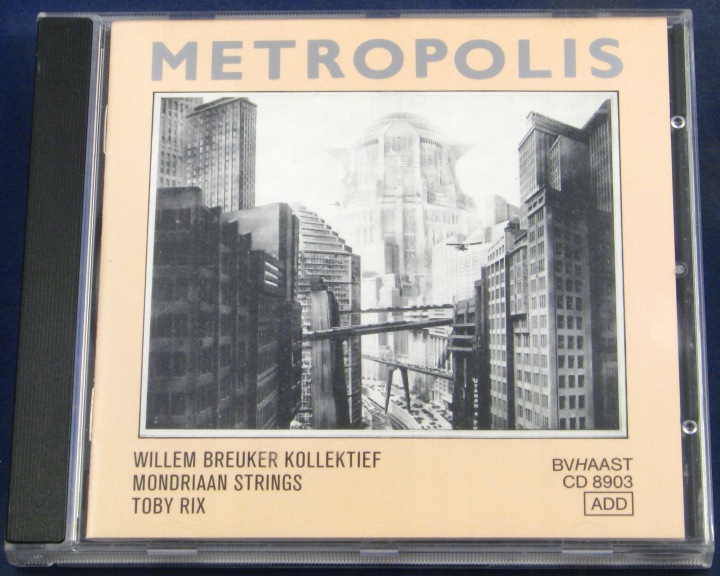 METROPOLIS
WILLEM BREUKER KOLLEKTIEF
MONDRIAAN STRINGS
TOBY RIX
BVHAAST
CD 8903
ADD